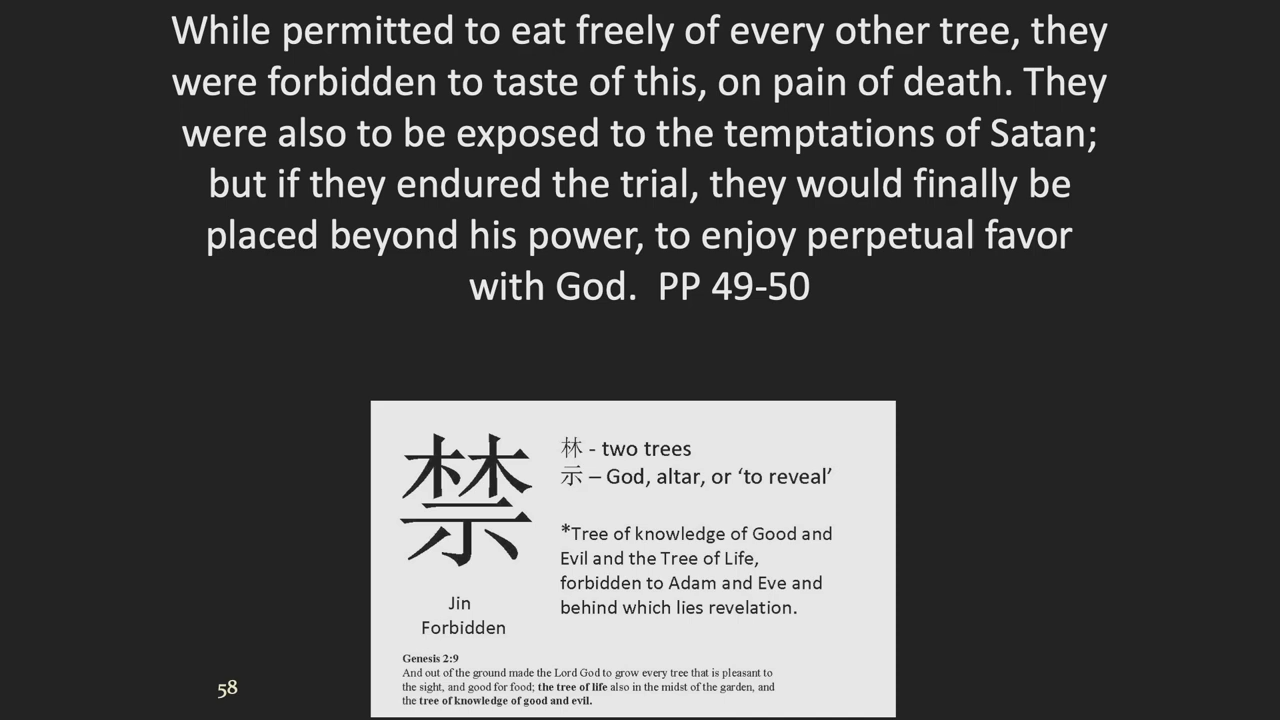 While permitted to eat freely of every other tree, they
were forbidden to taste of this, on pain of death. They
were also to be exposed to the temptations of Satan;
but if they endured the trial, they would finally be
placed beyond his power, to enjoy perpetual favor
with God.  PP 49-50
禁
Jin
Forbidden
林 - two trees
示 – God, altar, or ‘to reveal’
*Tree of knowledge of Good and
Evil and the Tree of Life,
forbidden to Adam and Eve and
behind which lies revelation.
Genesis 2:9
And out of the ground made the Lord God to grow every tree that is pleasant to
the sight, and good for food; the tree of life also in the midst of the garden, and
the tree of knowledge of good and evil.
58